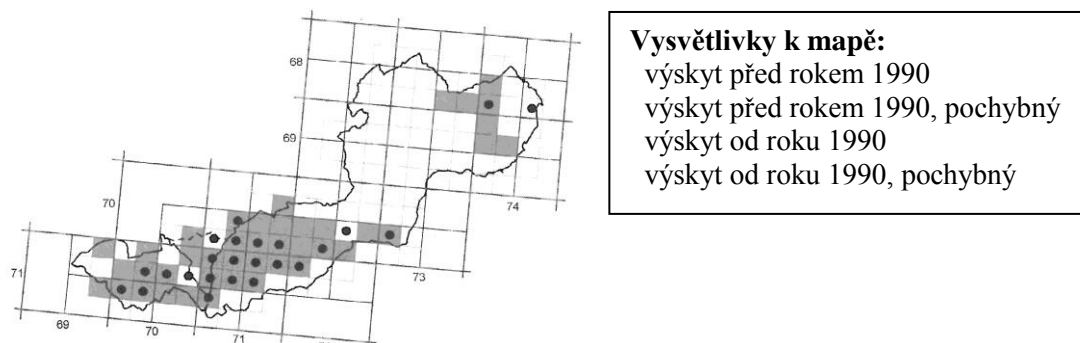 Vysvětlivky k mapě:
výskyt před rokem 1990
výskyt před rokem 1990, pochybný
výskyt od roku 1990
výskyt od roku 1990, pochybný
68
69
74
70
73
71
69
70
71